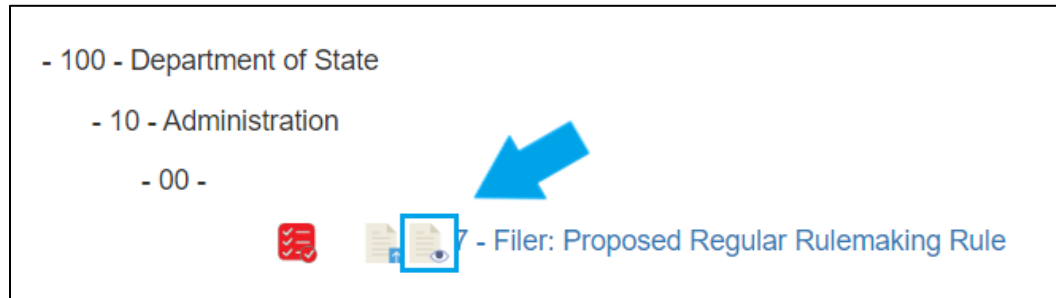 - 100 - Department of State
- 10 - Administration
- 00 -
7 - Filer: Proposed Regular Rulemaking Rule